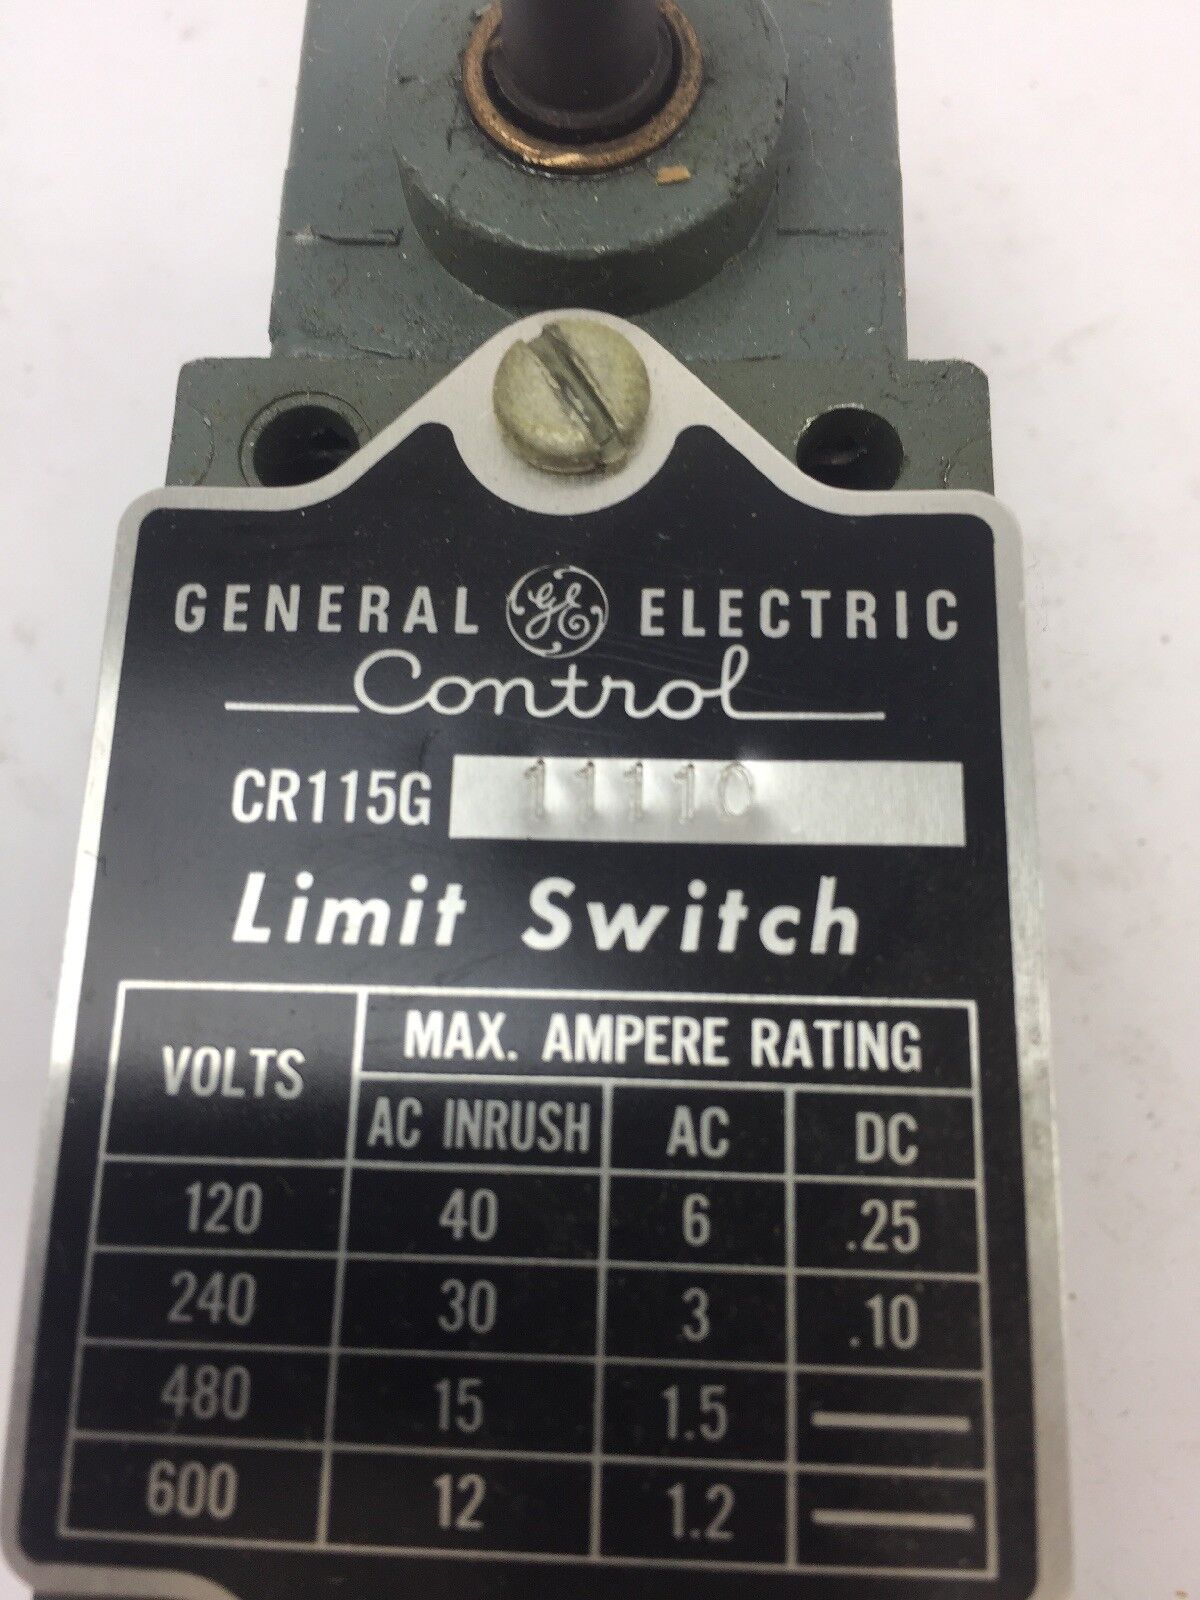 GENERAL GE ELECTRIC
Control
CR115G 11110
Limit Switch
VOLTS MAX. AMPERE RATING
AC INRUSH AC DC
120 40 6 .25
240 30 3 .10
480 15 1.5 —
600 12 1.2 —